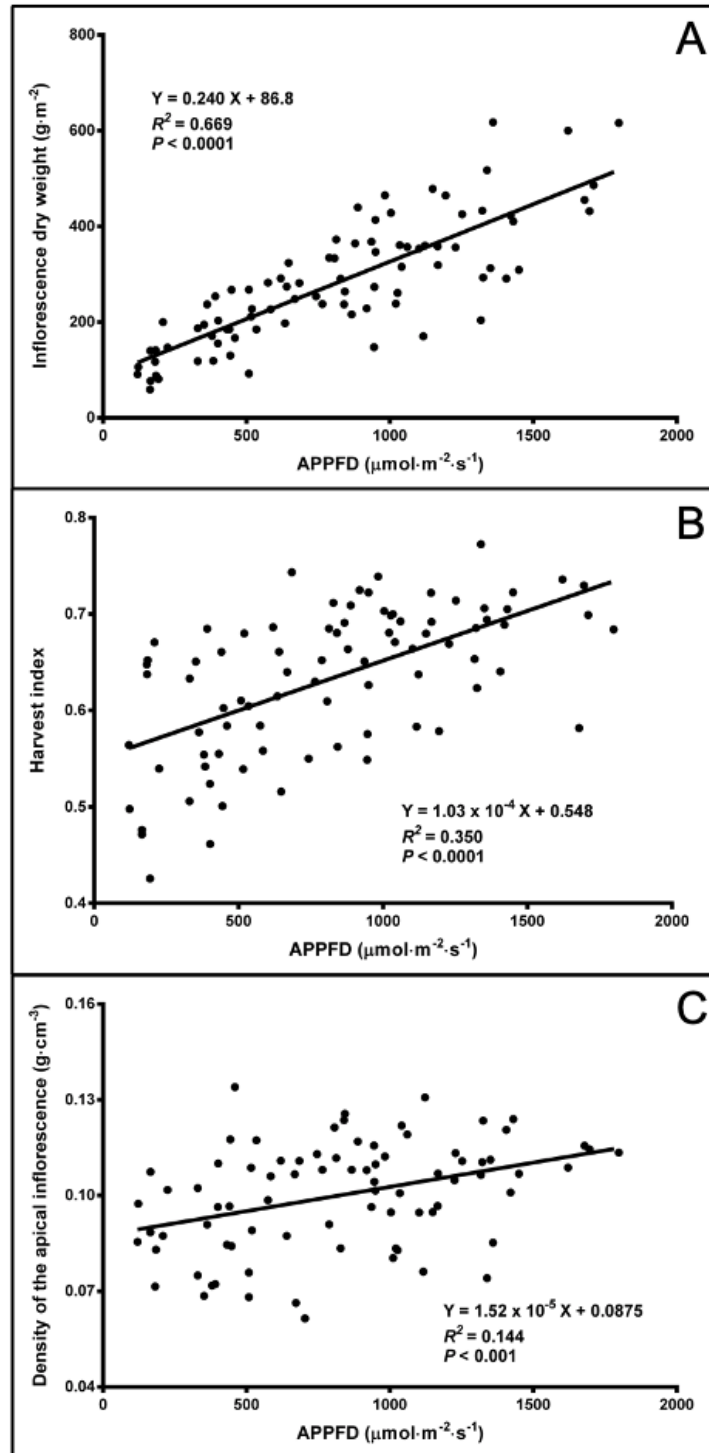 A
800
600
400
200
0
Inflorescence dry weight (g·m⁻²)
Y = 0.240 X + 86.8
R² = 0.669
P < 0.0001
0 500 1000 1500 2000
APPFD (μmol·m⁻²·s⁻¹)
B
0.8
0.7
0.6
0.5
0.4
Harvest index
Y = 1.03 x 10⁻⁴ X + 0.548
R² = 0.350
P < 0.0001
0 500 1000 1500 2000
APPFD (μmol·m⁻²·s⁻¹)
C
0.16
0.13
0.10
0.07
0.04
Density of the apical inflorescence (g·cm⁻³)
Y = 1.52 x 10⁻⁵ X + 0.0875
R² = 0.144
P < 0.001
0 500 1000 1500 2000
APPFD (μmol·m⁻²·s⁻¹)